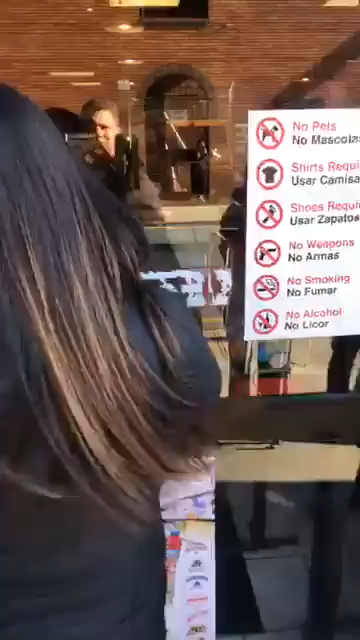 No Pets
No Mascotas
Shirts Requi
Usar Camisa
Shoes Requi
Usar Zapatos
No Weapons
No Armas
No Smoking
No Fumar
No Alcohol
No Licor